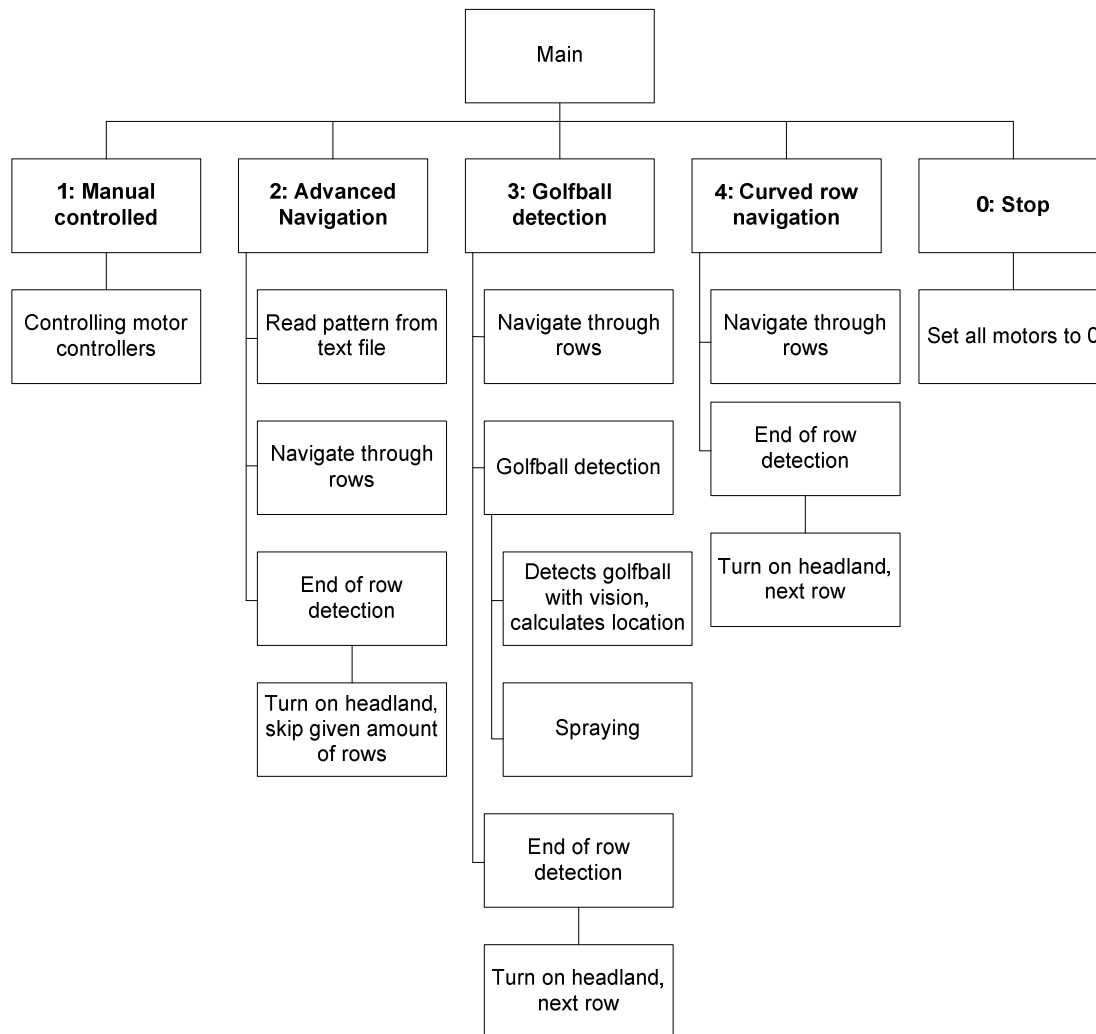 Main
1: Manual
controlled
2: Advanced
Navigation
3: Golfball
detection
4: Curved row
navigation
0: Stop
Controlling motor
controllers
Read pattern from
text file
Navigate through
rows
End of row
detection
Turn on headland,
skip given amount
of rows
Navigate through
rows
Golfball detection
Detects golfball
with vision,
calculates location
Spraying
End of row
detection
Turn on headland,
next row
Navigate through
rows
End of row
detection
Turn on headland,
next row
Set all motors to 0